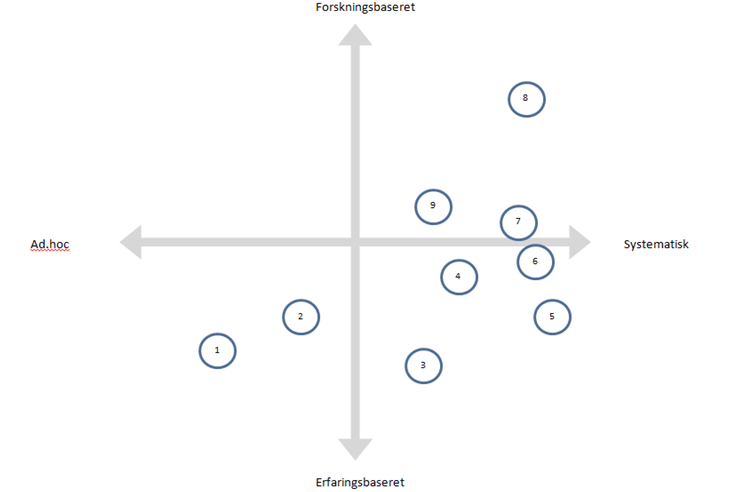 Forskningsbaseret
8
9
7
Ad.hoc
Systematisk
6
4
2
5
1
3
Erfaringsbaseret